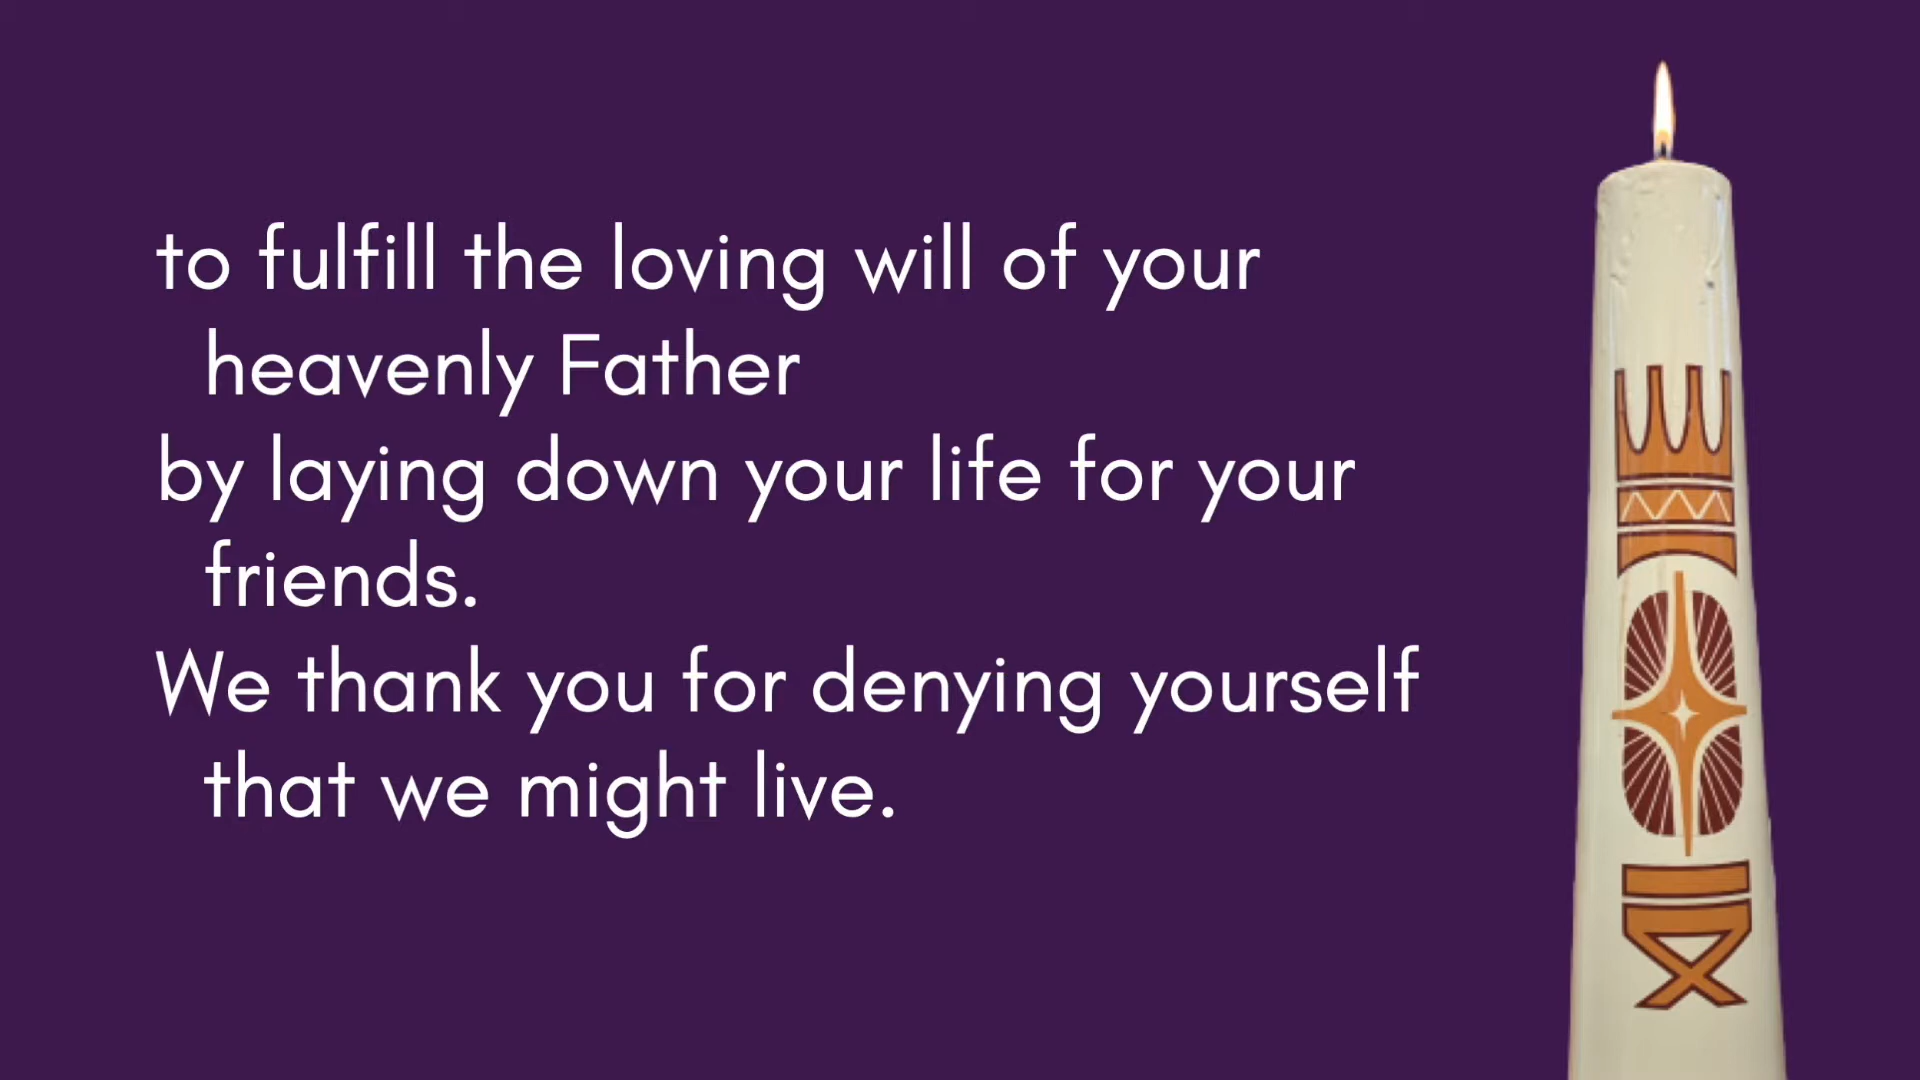 to fulfill the loving will of your
heavenly Father
by laying down your life for your
friends.
We thank you for denying yourself
that we might live.